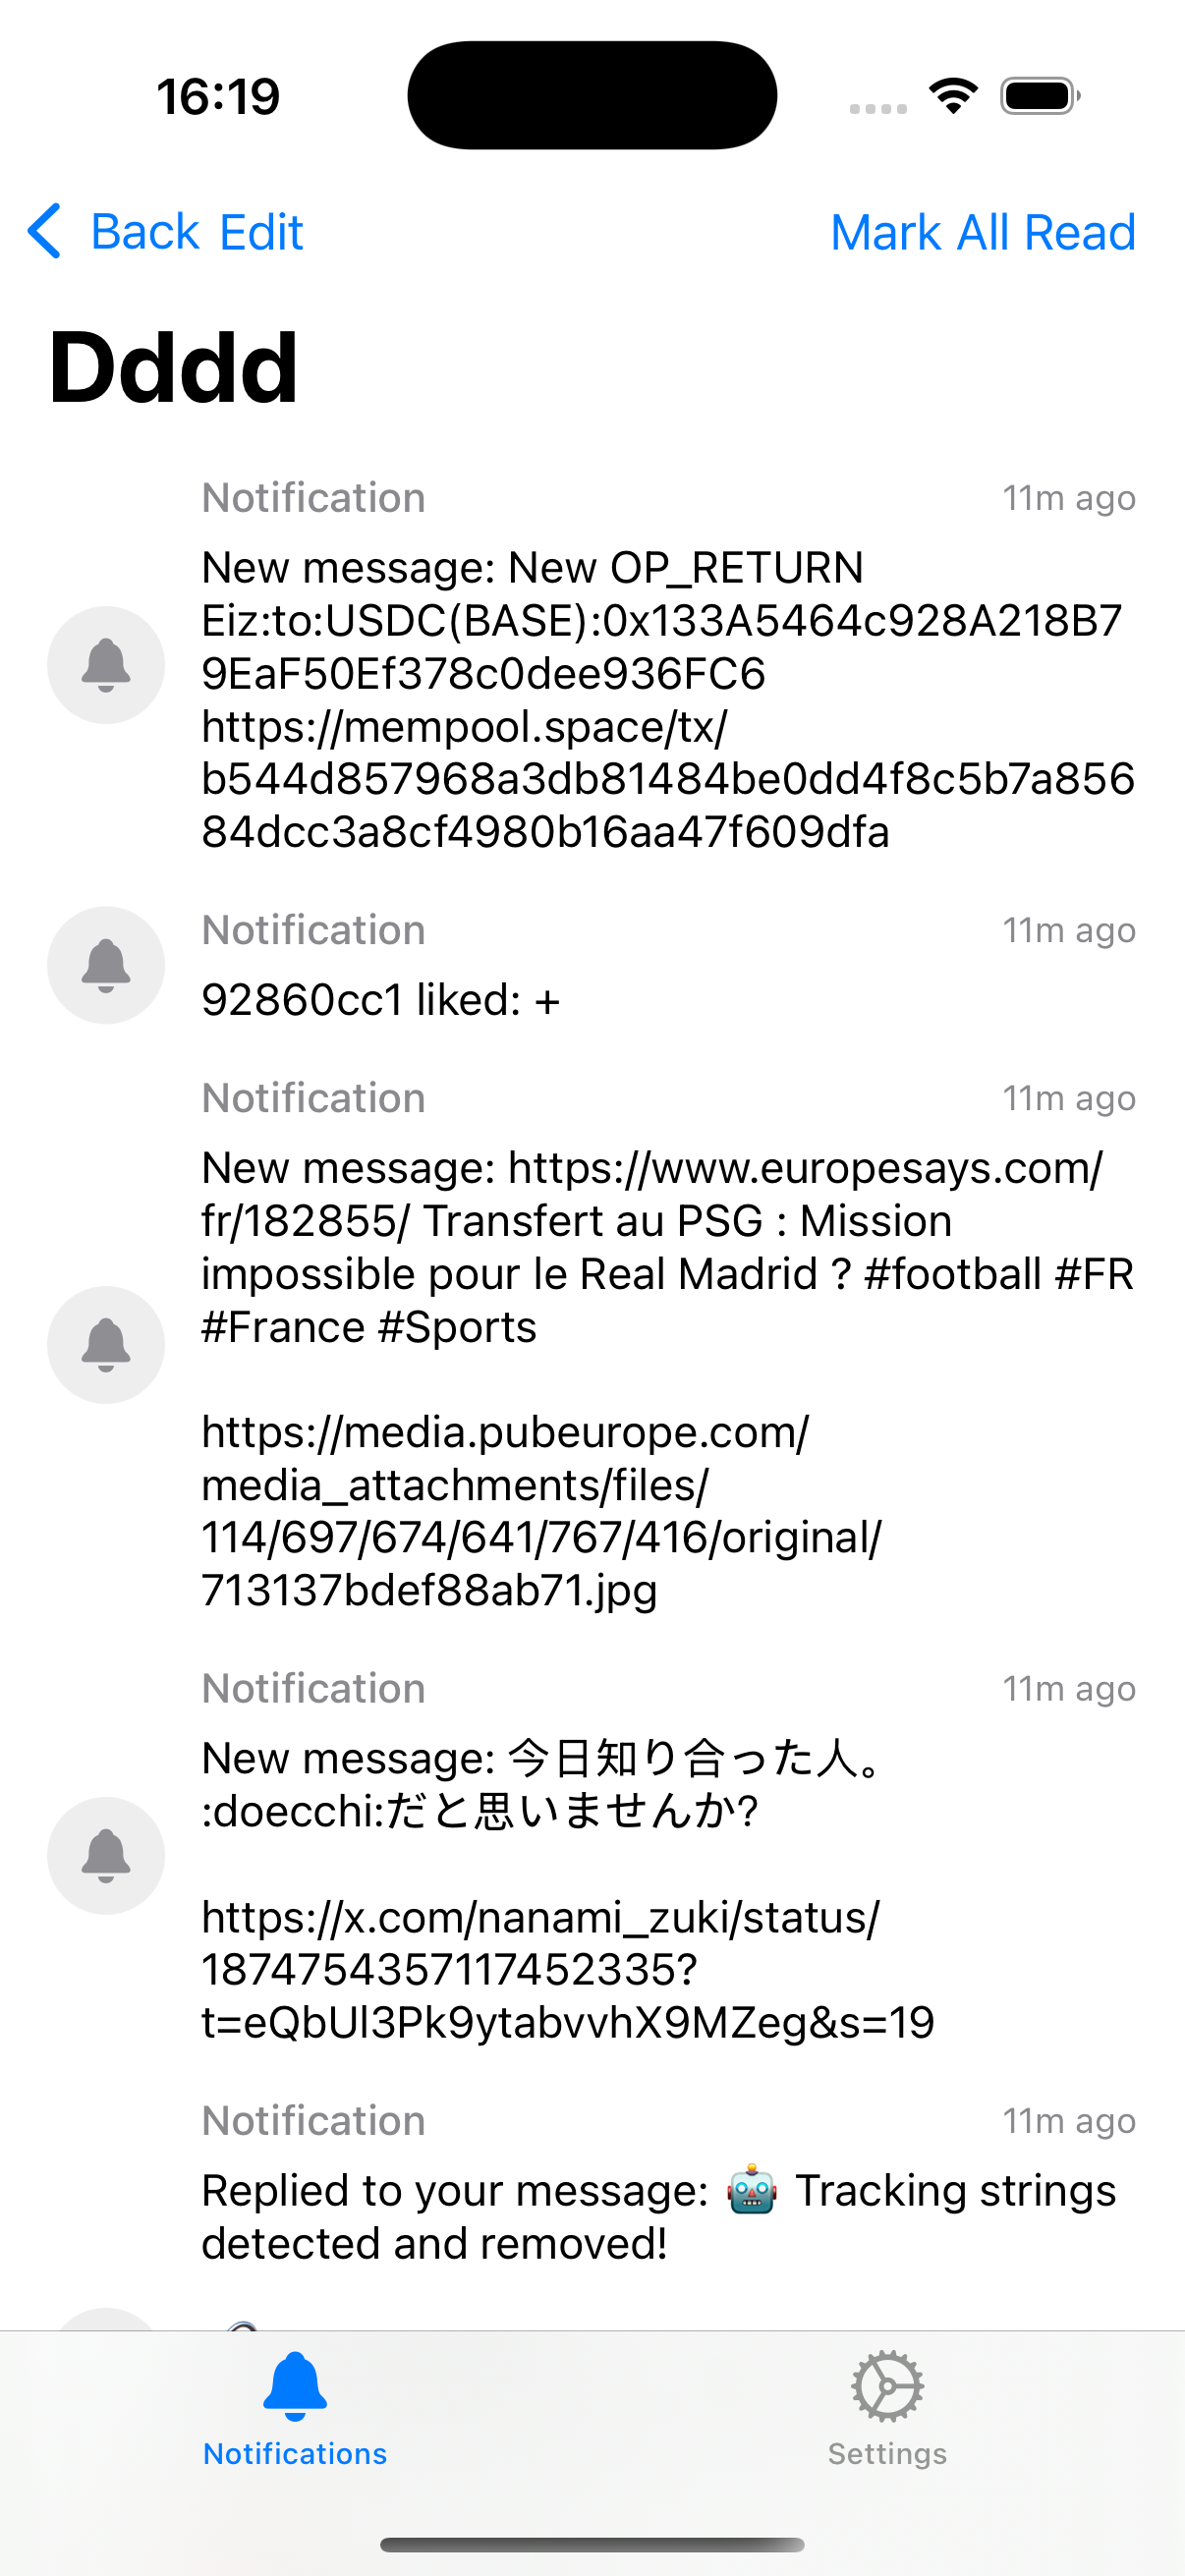 16:19
Back Edit Mark All Read
Dddd
Notification 11m ago
New message: New OP_RETURN
Eiz:to:USDC(BASE):0x133A5464c928A218B7
9EaF50Ef378c0dee936FC6
https://mempool.space/tx/
b544d857968a3db81484be0dd4f8c5b7a856
84dcc3a8cf4980b16aa47f609dfa
Notification 11m ago
92860cc1 liked: +
Notification 11m ago
New message: https://www.europesays.com/
fr/182855/ Transfert au PSG : Mission
impossible pour le Real Madrid ? #football #FR
#France #Sports
https://media.pubeurope.com/
media_attachments/files/
114/697/674/641/767/416/original/
713137bdef88ab71.jpg
Notification 11m ago
New message: 今日知り合った人。
:doecchi:だと思いませんか?
https://x.com/nanami_zuki/status/
1874754357117452335?
t=eQbUl3Pk9ytabvvhX9MZeg&s=19
Notification 11m ago
Replied to your message: 🤖 Tracking strings
detected and removed!
Notifications Settings